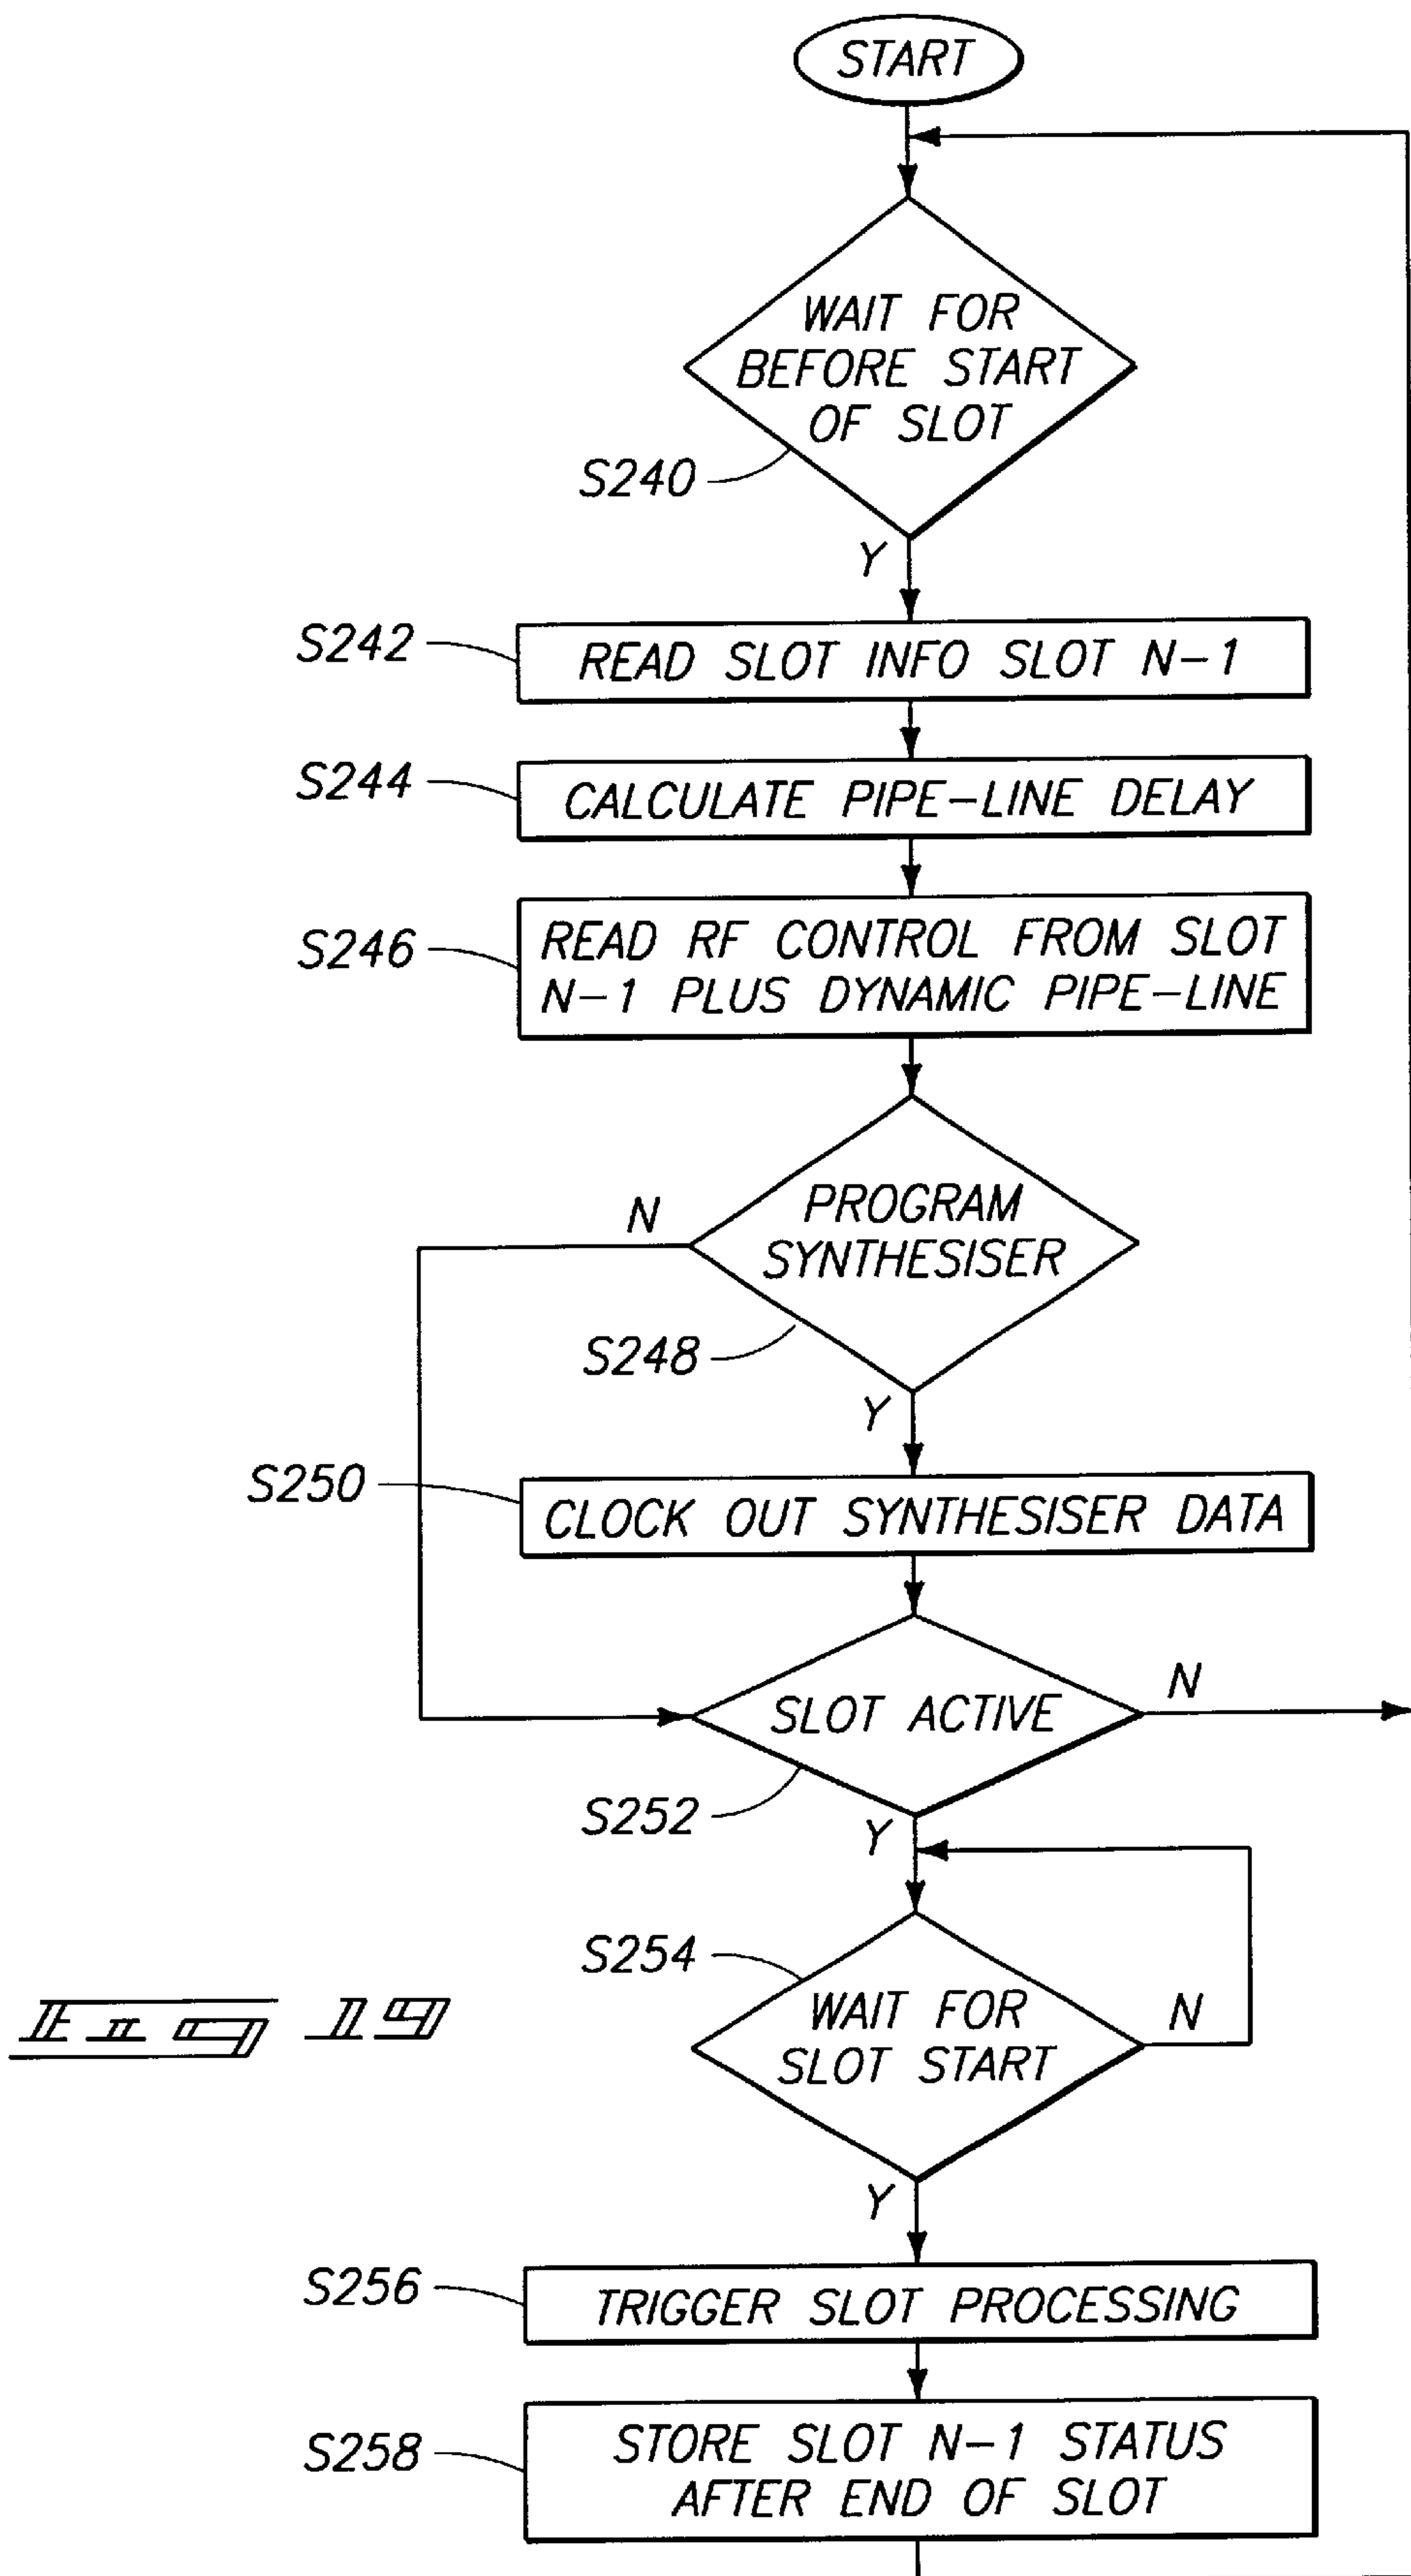 START
WAIT FOR
BEFORE START
OF SLOT
S240
Y
S242
READ SLOT INFO SLOT N-1
S244
CALCULATE PIPE-LINE DELAY
S246
READ RF CONTROL FROM SLOT
N-1 PLUS DYNAMIC PIPE-LINE
N
PROGRAM
SYNTHESISER
S248
Y
S250
CLOCK OUT SYNTHESISER DATA
SLOT ACTIVE
N
S252
Y
S254
WAIT FOR
SLOT START
N
Fig 19
Y
S256
TRIGGER SLOT PROCESSING
S258
STORE SLOT N-1 STATUS
AFTER END OF SLOT